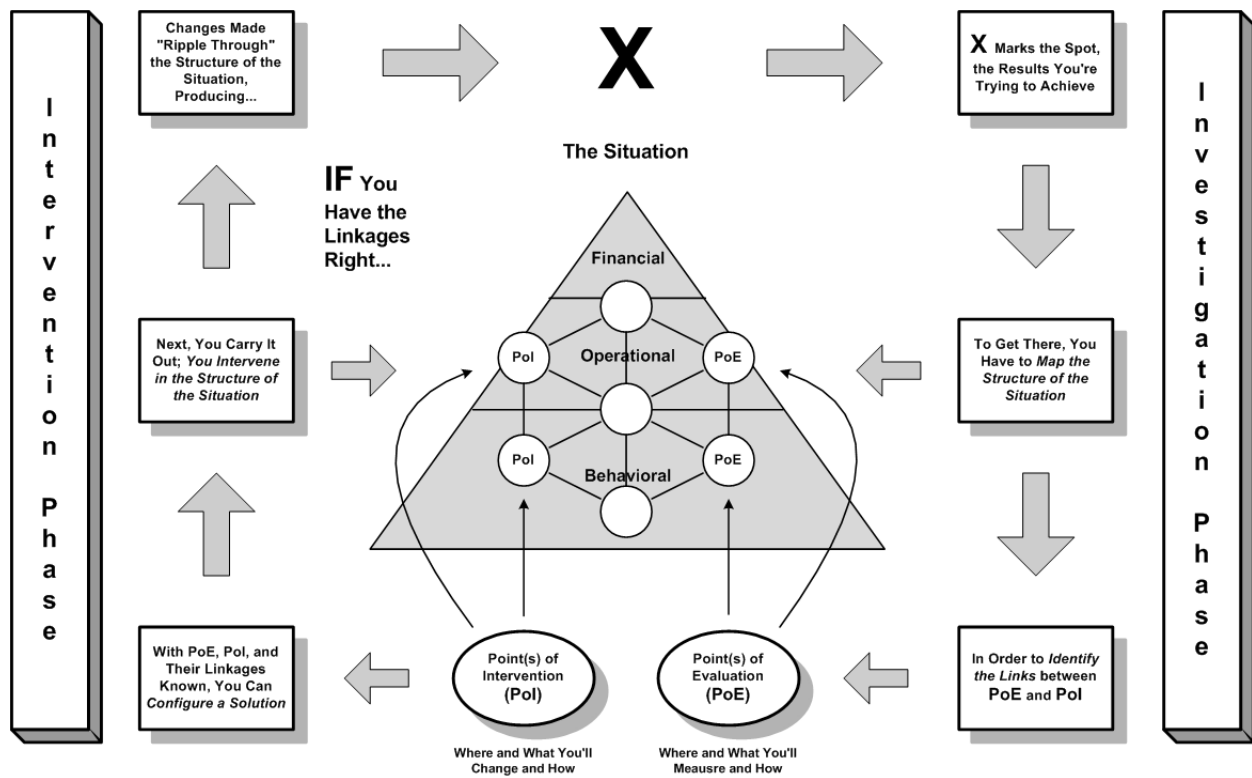 Intervention Phase
Changes Made
"Ripple Through"
the Structure of the
Situation,
Producing...
X
X Marks the Spot,
the Results You're
Trying to Achieve
Investigation Phase
The Situation
IF You
Have the
Linkages
Right...
Financial
Next, You Carry It
Out; You Intervene
in the Structure of
the Situation
PoI
Operational
PoE
To Get There, You
Have to Map the
Structure of the
Situation
PoI
PoE
Behavioral
With PoE, PoI, and
Their Linkages
Known, You Can
Configure a Solution
Point(s) of
Intervention
(PoI)
Point(s) of
Evaluation
(PoE)
In Order to Identify
the Links between
PoE and PoI
Where and What You'll
Change and How
Where and What You'll
Meausre and How